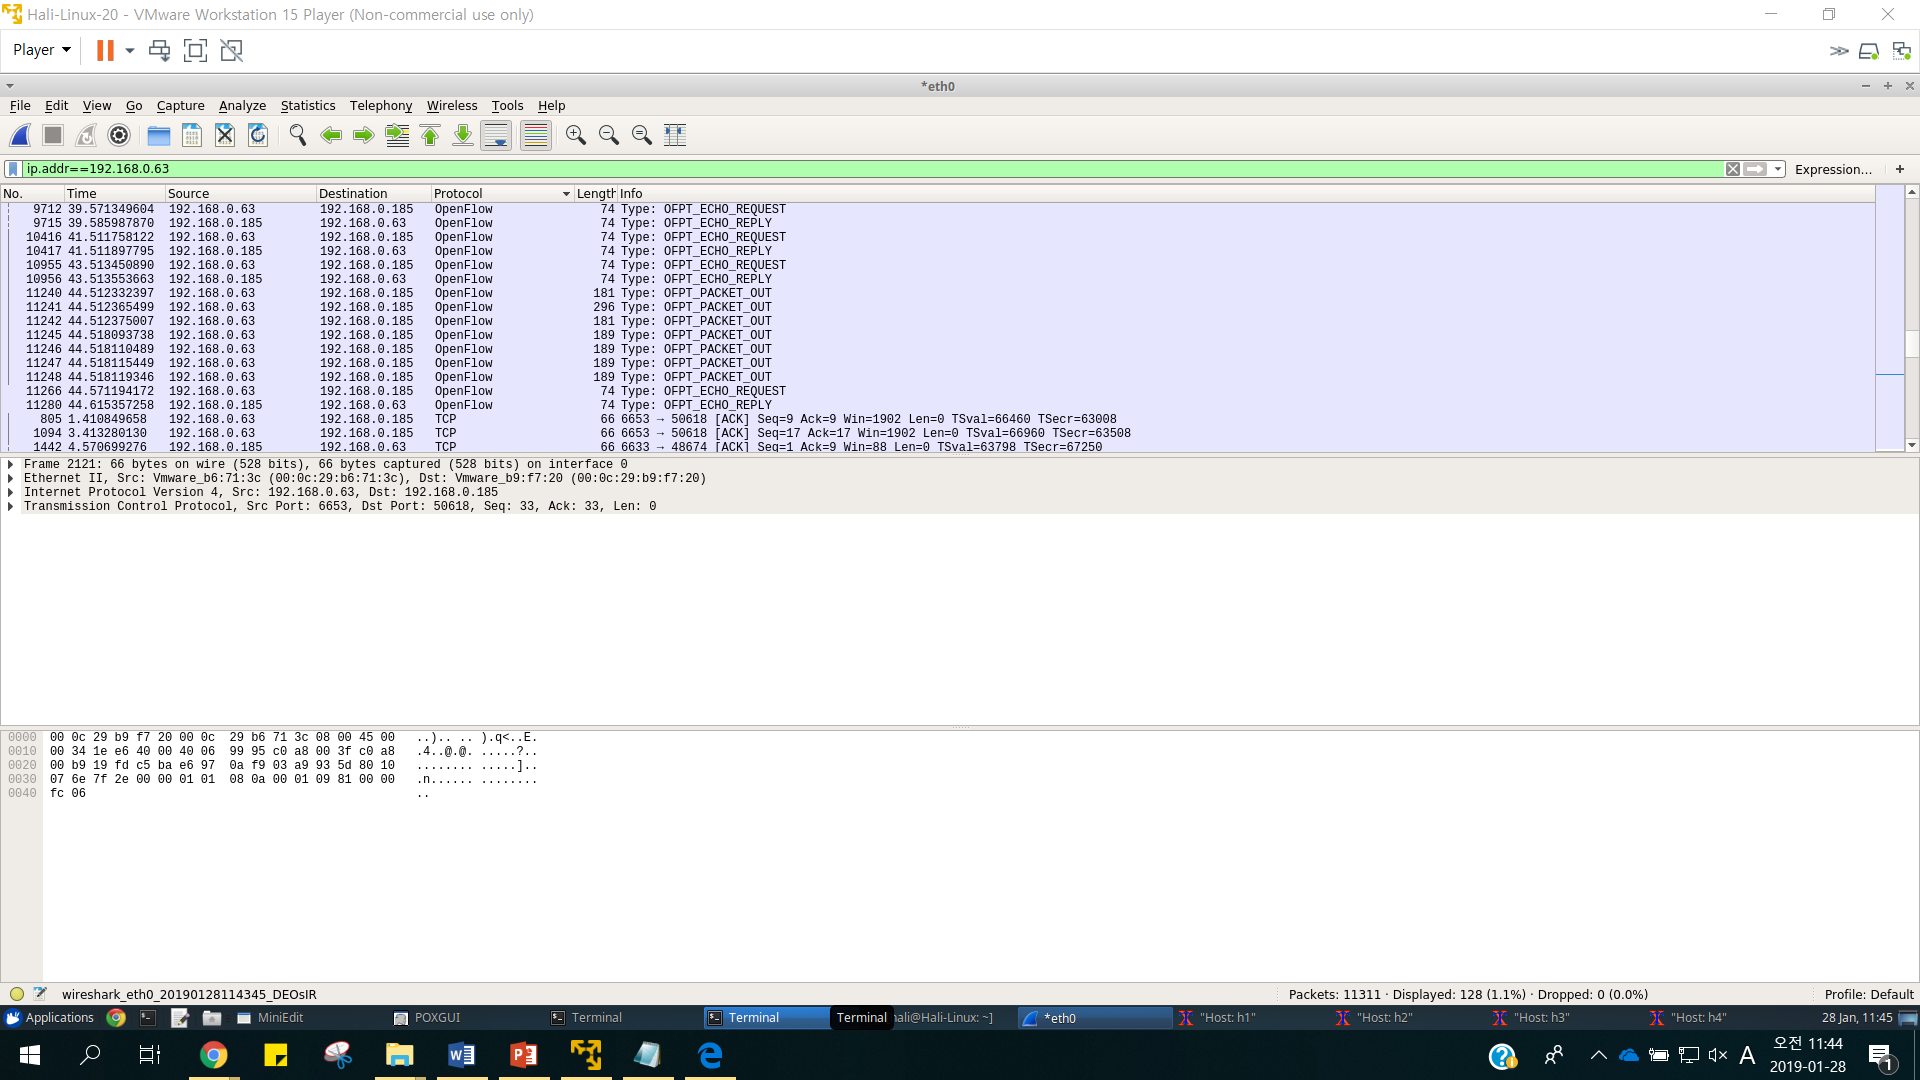 Hali-Linux-20 - VMware Workstation 15 Player (Non-commercial use only)
Player
*eth0
File Edit View Go Capture Analyze Statistics Telephony Wireless Tools Help
ip.addr==192.168.0.63 Expression… +
No. Time Source Destination Protocol Length Info
9712 39.571349604 192.168.0.63 192.168.0.185 OpenFlow 74 Type: OFPT_ECHO_REQUEST
9715 39.585987870 192.168.0.185 192.168.0.63 OpenFlow 74 Type: OFPT_ECHO_REPLY
10416 41.511758122 192.168.0.63 192.168.0.185 OpenFlow 74 Type: OFPT_ECHO_REQUEST
10417 41.511897795 192.168.0.185 192.168.0.63 OpenFlow 74 Type: OFPT_ECHO_REPLY
10955 43.513450890 192.168.0.63 192.168.0.185 OpenFlow 74 Type: OFPT_ECHO_REQUEST
10956 43.513553663 192.168.0.185 192.168.0.63 OpenFlow 74 Type: OFPT_ECHO_REPLY
11240 44.512332397 192.168.0.63 192.168.0.185 OpenFlow 181 Type: OFPT_PACKET_OUT
11241 44.512365499 192.168.0.63 192.168.0.185 OpenFlow 296 Type: OFPT_PACKET_OUT
11242 44.512375007 192.168.0.63 192.168.0.185 OpenFlow 181 Type: OFPT_PACKET_OUT
11245 44.518093738 192.168.0.63 192.168.0.185 OpenFlow 189 Type: OFPT_PACKET_OUT
11246 44.518110489 192.168.0.63 192.168.0.185 OpenFlow 189 Type: OFPT_PACKET_OUT
11247 44.518115449 192.168.0.63 192.168.0.185 OpenFlow 189 Type: OFPT_PACKET_OUT
11248 44.518119346 192.168.0.63 192.168.0.185 OpenFlow 189 Type: OFPT_PACKET_OUT
11266 44.571194172 192.168.0.63 192.168.0.185 OpenFlow 74 Type: OFPT_ECHO_REQUEST
11280 44.615357258 192.168.0.185 192.168.0.63 OpenFlow 74 Type: OFPT_ECHO_REPLY
805 1.410849658 192.168.0.63 192.168.0.185 TCP 66 6653 → 50618 [ACK] Seq=9 Ack=9 Win=1902 Len=0 TSval=66460 TSecr=63008
1094 3.413280130 192.168.0.63 192.168.0.185 TCP 66 6653 → 50618 [ACK] Seq=17 Ack=17 Win=1902 Len=0 TSval=66960 TSecr=63508
1442 4.570699276 192.168.0.185 192.168.0.63 TCP 66 6633 → 48674 [ACK] Seq=1 Ack=9 Win=88 Len=0 TSval=63798 TSecr=67250
Frame 2121: 66 bytes on wire (528 bits), 66 bytes captured (528 bits) on interface 0
Ethernet II, Src: Vmware_b6:71:3c (00:0c:29:b6:71:3c), Dst: Vmware_b9:f7:20 (00:0c:29:b9:f7:20)
Internet Protocol Version 4, Src: 192.168.0.63, Dst: 192.168.0.185
Transmission Control Protocol, Src Port: 6653, Dst Port: 50618, Seq: 33, Ack: 33, Len: 0
0000 00 0c 29 b9 f7 20 00 0c 29 b6 71 3c 08 00 45 00 ..).. .. ).q<..E.
0010 00 34 1e e6 40 00 40 06 99 95 c0 a8 00 3f c0 a8 .4..@.@. .....?..
0020 00 b9 19 fd c5 ba e6 97 0a f9 03 a9 93 5d 80 10 ........ .....]..
0030 07 6e 7f 2e 00 00 01 01 08 0a 00 01 09 81 00 00 .n...... ........
0040 fc 06 ..
wireshark_eth0_20190128114345_DEOsIR Packets: 11311 · Displayed: 128 (1.1%) · Dropped: 0 (0.0%) Profile: Default
Applications MiniEdit POXGUI Terminal Terminal Terminal ali@Hali-Linux: ~] *eth0 "Host: h1" "Host: h2" "Host: h3" "Host: h4" 28 Jan, 11:45
A 오전 11:44
2019-01-28
1